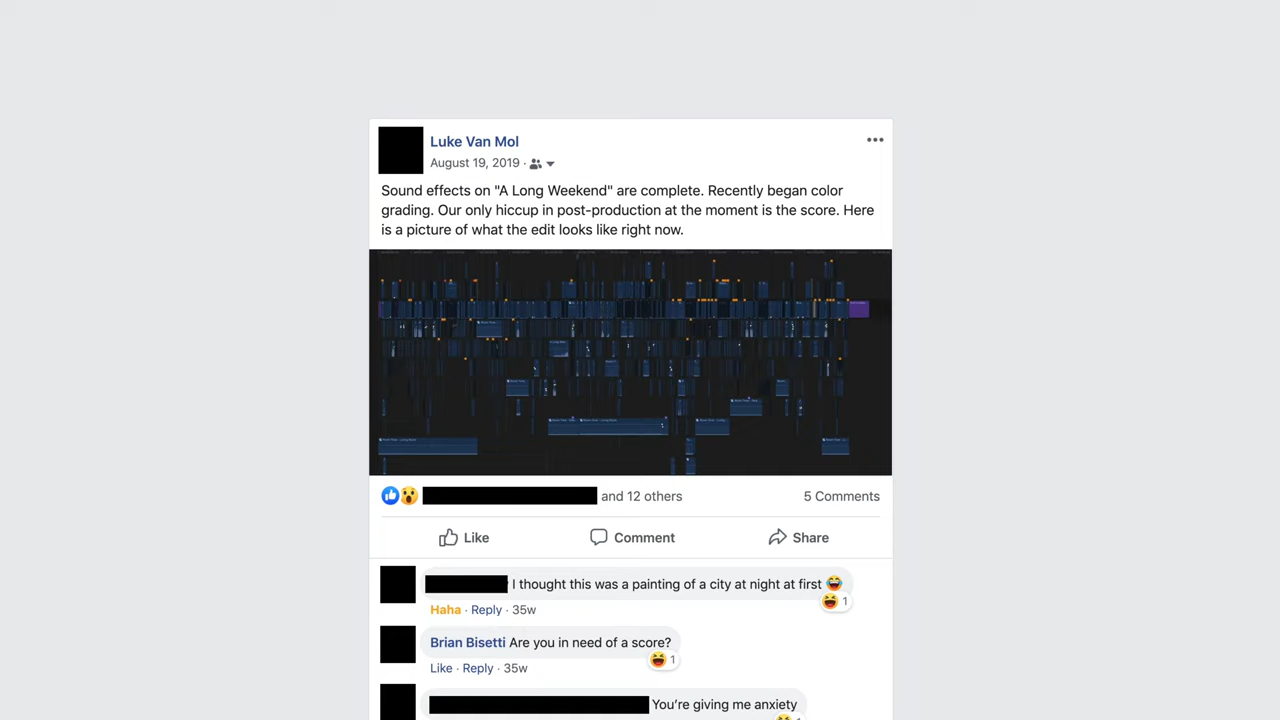 Luke Van Mol
August 19, 2019 ·
Sound effects on "A Long Weekend" are complete. Recently began color
grading. Our only hiccup in post-production at the moment is the score. Here
is a picture of what the edit looks like right now.
and 12 others 5 Comments
Like Comment Share
I thought this was a painting of a city at night at first
1
Haha · Reply · 35w
Brian Bisetti Are you in need of a score?
1
Like · Reply · 35w
You're giving me anxiety